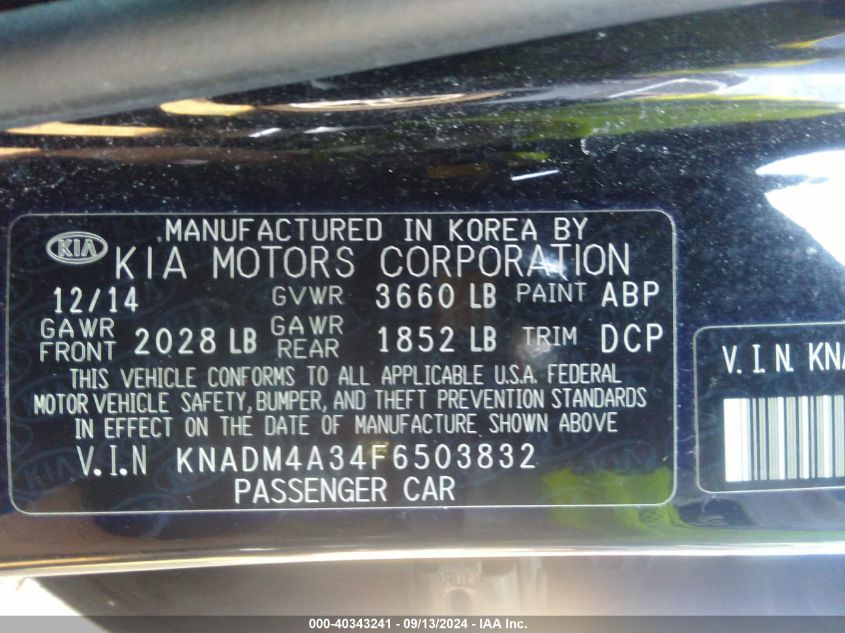 MANUFACTURED IN KOREA BY
KIA KIA MOTORS CORPORATION
12/14 GVWR 3660 LB PAINT ABP
GAWR FRONT 2028 LB GAWR REAR 1852 LB TRIM DCP
THIS VEHICLE CONFORMS TO ALL APPLICABLE U.S.A. FEDERAL
MOTOR VEHICLE SAFETY, BUMPER, AND THEFT PREVENTION STANDARDS
IN EFFECT ON THE DATE OF MANUFACTURE SHOWN ABOVE
V.I.N KNADM4A34F6503832
PASSENGER CAR
V.I.N. KNA
000-40343241 - 09/13/2024 - IAA Inc.